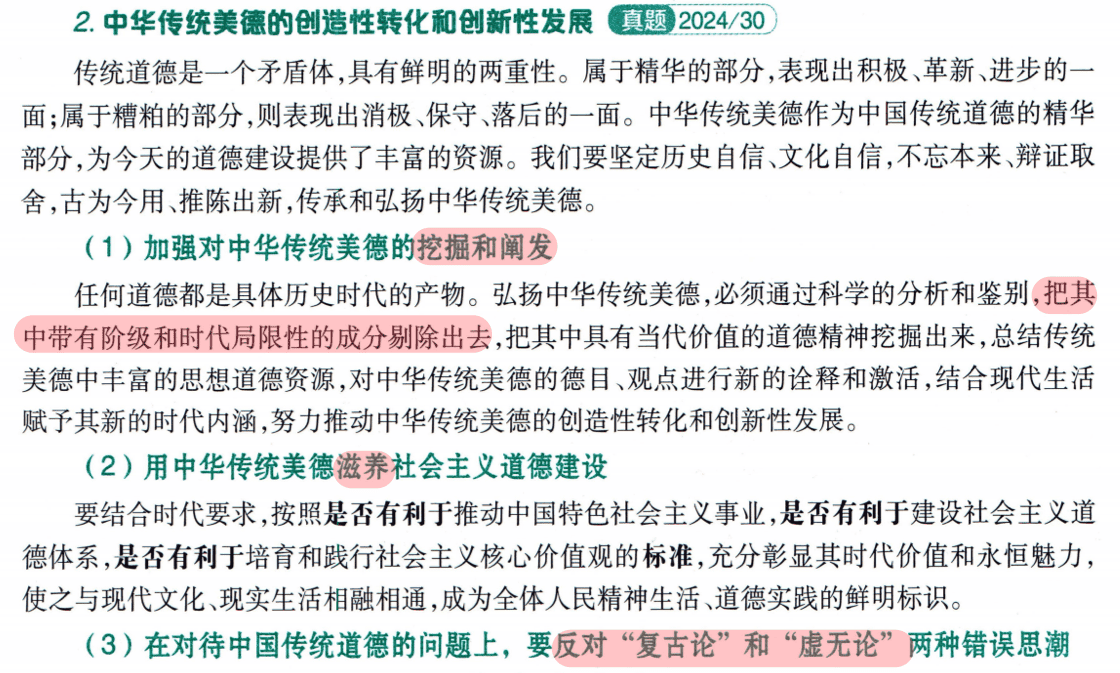 2. 中华传统美德的创造性转化和创新性发展 真题 2024/30
传统道德是一个矛盾体,具有鲜明的两重性。属于精华的部分,表现出积极、革新、进步的一
面;属于糟粕的部分,则表现出消极、保守、落后的一面。中华传统美德作为中国传统道德的精华
部分,为今天的道德建设提供了丰富的资源。我们要坚定历史自信、文化自信,不忘本来、辩证取
舍,古为今用、推陈出新,传承和弘扬中华传统美德。
(1)加强对中华传统美德的挖掘和阐发
任何道德都是具体历史时代的产物。弘扬中华传统美德,必须通过科学的分析和鉴别,把其
中带有阶级和时代局限性的成分剔除出去,把其中具有当代价值的道德精神挖掘出来,总结传统
美德中丰富的思想道德资源,对中华传统美德的德目、观点进行新的诠释和激活,结合现代生活
赋予其新的时代内涵,努力推动中华传统美德的创造性转化和创新性发展。
(2)用中华传统美德滋养社会主义道德建设
要结合时代要求,按照是否有利于推动中国特色社会主义事业,是否有利于建设社会主义道
德体系,是否有利于培育和践行社会主义核心价值观的标准,充分彰显其时代价值和永恒魅力,
使之与现代文化、现实生活相融相通,成为全体人民精神生活、道德实践的鲜明标识。
(3)在对待中国传统道德的问题上,要反对“复古论”和“虚无论”两种错误思潮